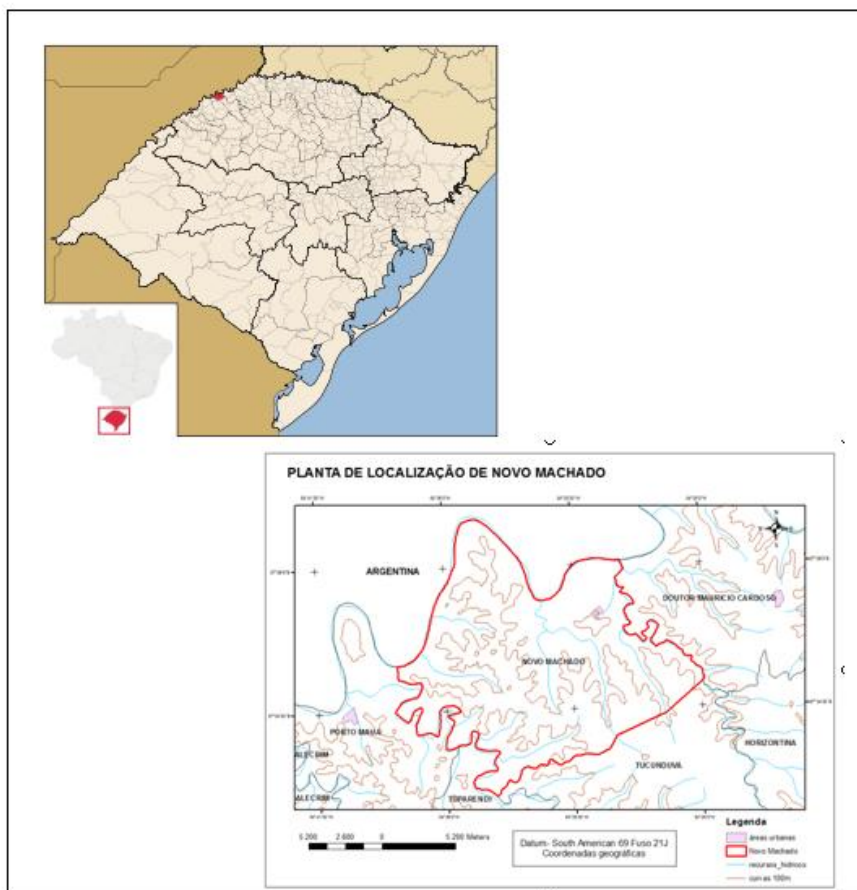 PLANTA DE LOCALIZAÇÃO DE NOVO MACHADO
ARGENTINA
DOUTOR MAURICIO CARDOSO
NOVO MACHADO
PORTO MAUÁ
HORIZONTINA
ALECRIM
TUCUNDUVA
ALECRIM
TUPARENDI
Legenda
áreas urbanas
Novo Machado
recursos_hidricos
5 200 2 600 0 5 200 Meters
Datum- South American 69 Fuso 21J
Coordenadas geográficas